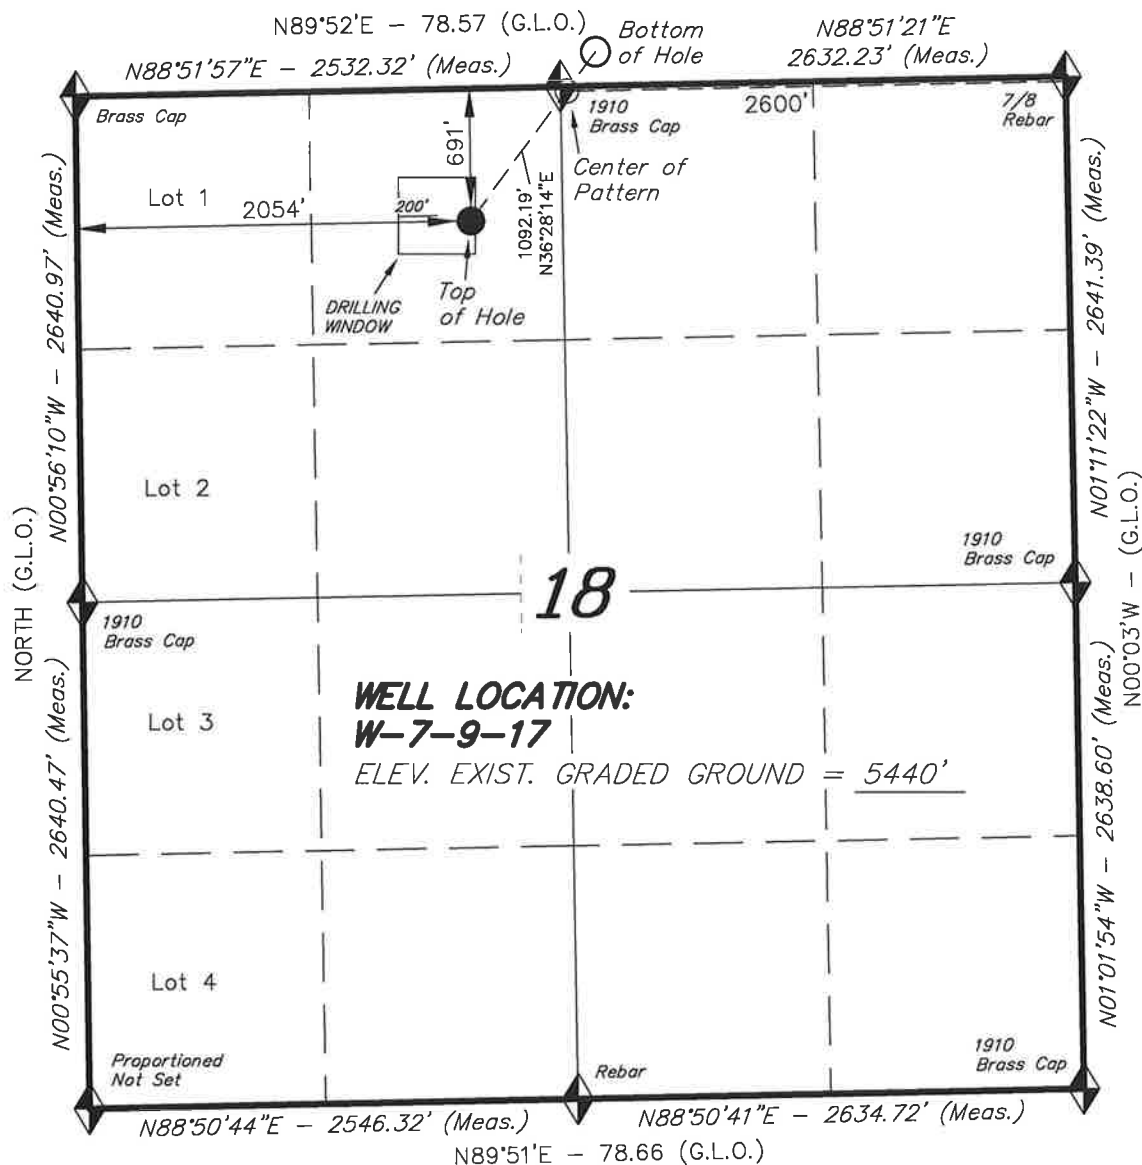 N89°52'E - 78.57 (G.L.O.)
Bottom
of Hole
N88°51'21"E
2632.23' (Meas.)
N88°51'57"E - 2532.32' (Meas.)
Brass Cap
1910
Brass Cap
2600'
7/8
Rebar
691'
Center of
Pattern
Lot 1
2054'
200'
1092.19'
N36°28'14"E
DRILLING
WINDOW
Top
of Hole
N00°56'10"W - 2640.97' (Meas.)
N01°11'22"W - 2641.39' (Meas.)
Lot 2
NORTH (G.L.O.)
N00°03'W - (G.L.O.)
1910
Brass Cap
18
1910
Brass Cap
WELL LOCATION:
W-7-9-17
ELEV. EXIST. GRADED GROUND = 5440'
Lot 3
N00°55'37"W - 2640.47' (Meas.)
N01°01'54"W - 2638.60' (Meas.)
Lot 4
Proportioned
Not Set
Rebar
1910
Brass Cap
N88°50'44"E - 2546.32' (Meas.)
N88°50'41"E - 2634.72' (Meas.)
N89°51'E - 78.66 (G.L.O.)